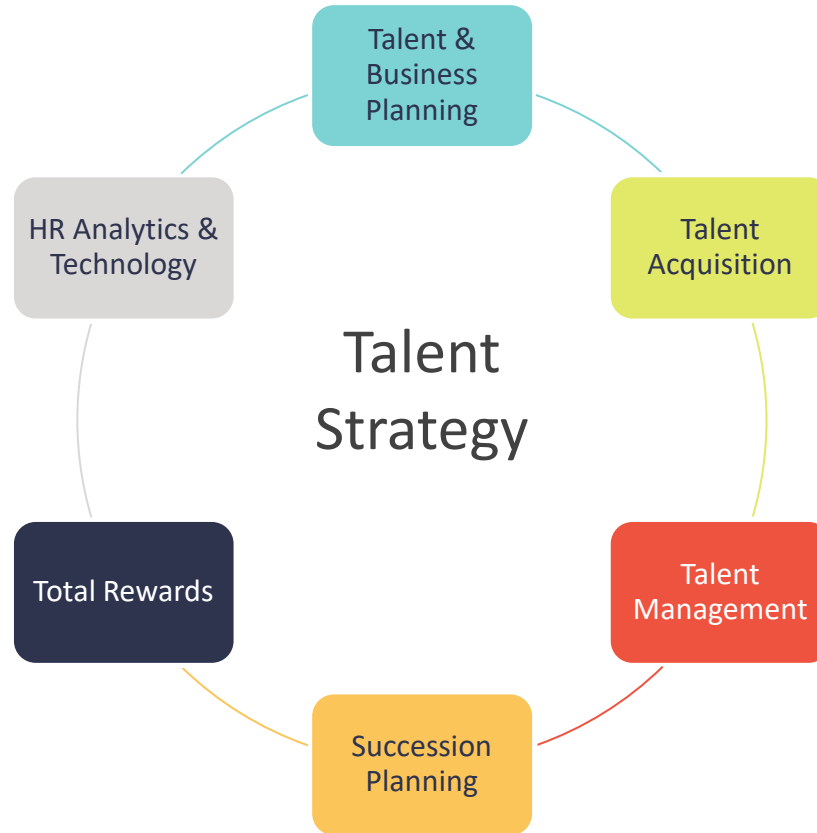 Talent &
Business
Planning
Talent
Acquisition
Talent
Management
Succession
Planning
Total Rewards
HR Analytics &
Technology
Talent
Strategy